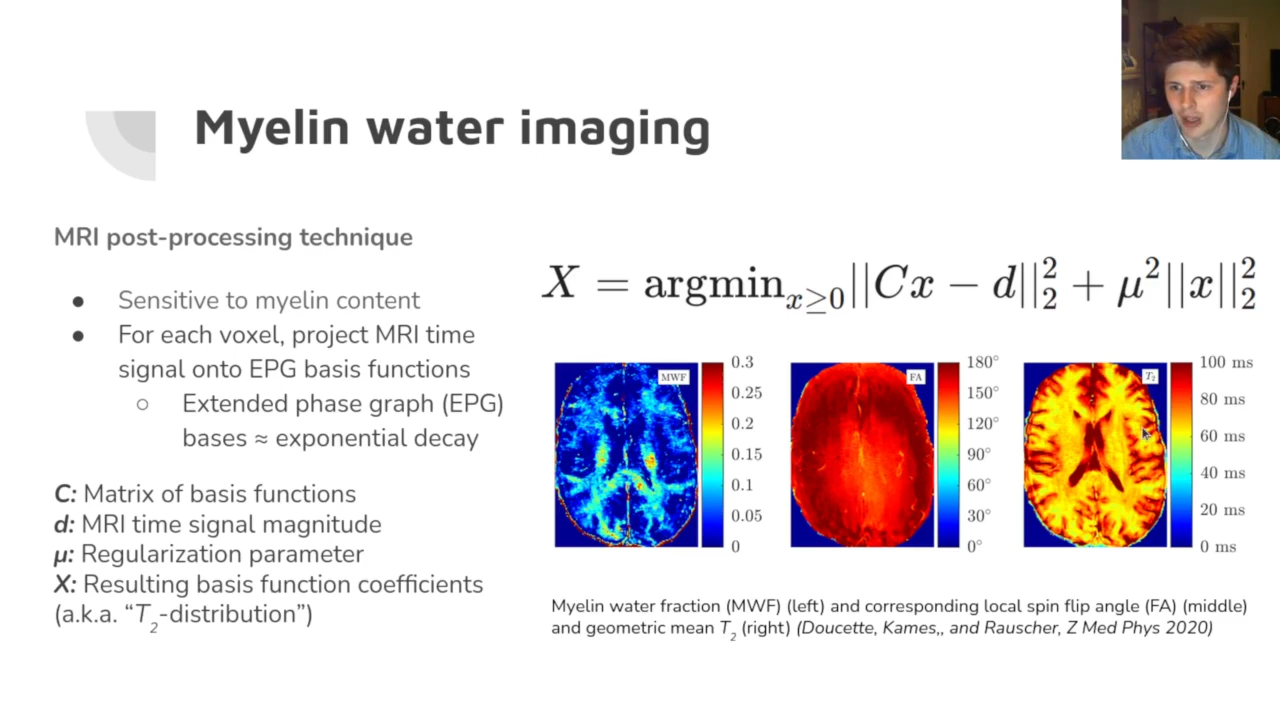 Myelin water imaging
MRI post-processing technique
● Sensitive to myelin content
● For each voxel, project MRI time
signal onto EPG basis functions
○ Extended phase graph (EPG)
bases ≈ exponential decay
C: Matrix of basis functions
d: MRI time signal magnitude
μ: Regularization parameter
X: Resulting basis function coefficients
(a.k.a. “T₂-distribution”)
X = argmin_{x≥0}||Cx − d||₂² + μ²||x||₂²
MWF
0.3
0.25
0.2
0.15
0.1
0.05
0
FA
180°
150°
120°
90°
60°
30°
0°
T₂
100 ms
80 ms
60 ms
40 ms
20 ms
0 ms
Myelin water fraction (MWF) (left) and corresponding local spin flip angle (FA) (middle)
and geometric mean T₂ (right) (Doucette, Kames,, and Rauscher, Z Med Phys 2020)